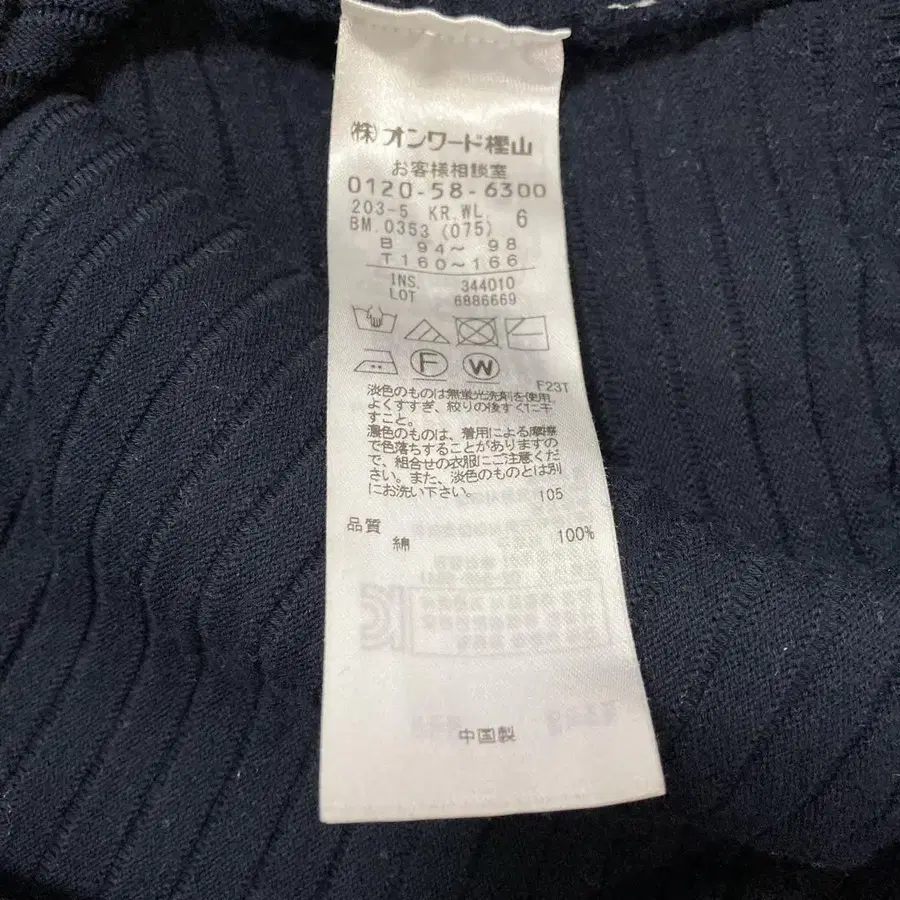 ㈱オンワード樫山
お客様相談室
0120-58-6300
203-5 KR.WL. 6
BM.0353 (075)
B 94~ 98
T160~166
INS. 344010
LOT 6886669
F W
F23T
淡色のものは無蛍光洗剤を使用、
よくすすぎ、絞りの後すぐに干
すこと。
濃色のものは、着用による摩擦
で色落ちすることがありますの
で、組合せの衣服にご注意くだ
さい。また、淡色のものとは別
にお洗い下さい。 105
品質
綿 100%
中国製